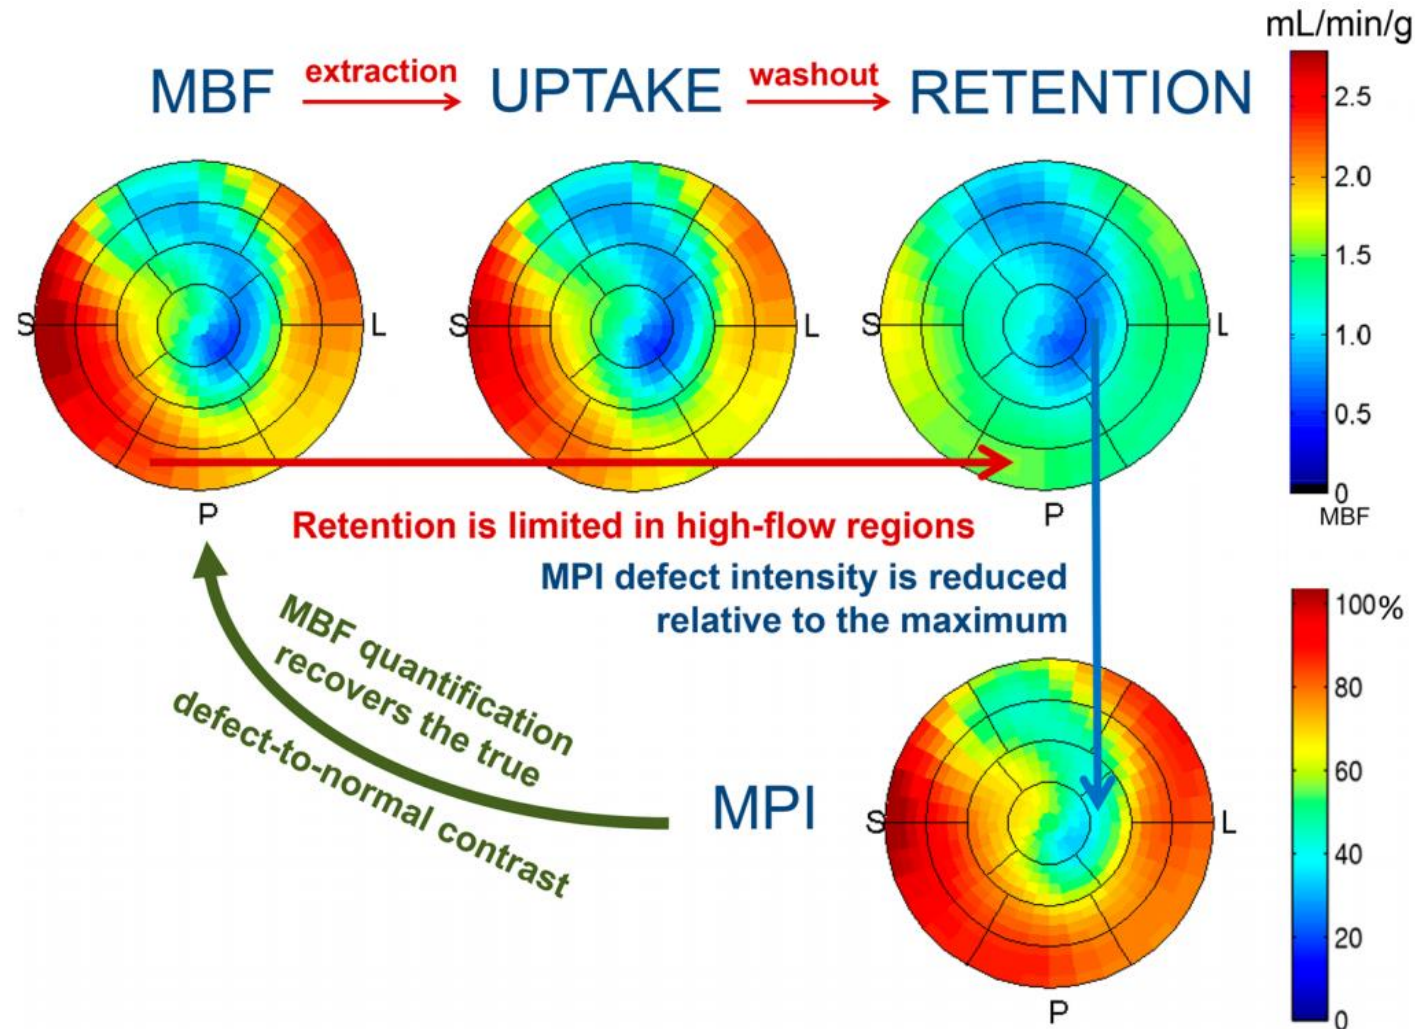 mL/min/g
MBF
extraction
UPTAKE
washout
RETENTION
2.5
2.0
1.5
1.0
0.5
0
MBF
S
L
P
S
L
S
L
P
Retention is limited in high-flow regions
MPI defect intensity is reduced
relative to the maximum
MBF quantification
recovers the true
defect-to-normal contrast
MPI
S
L
P
100%
80
60
40
20
0